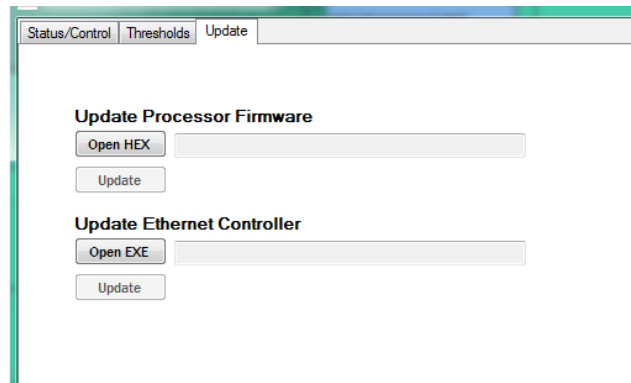 Status/Control Thresholds Update
Update Processor Firmware
Open HEX
Update
Update Ethernet Controller
Open EXE
Update